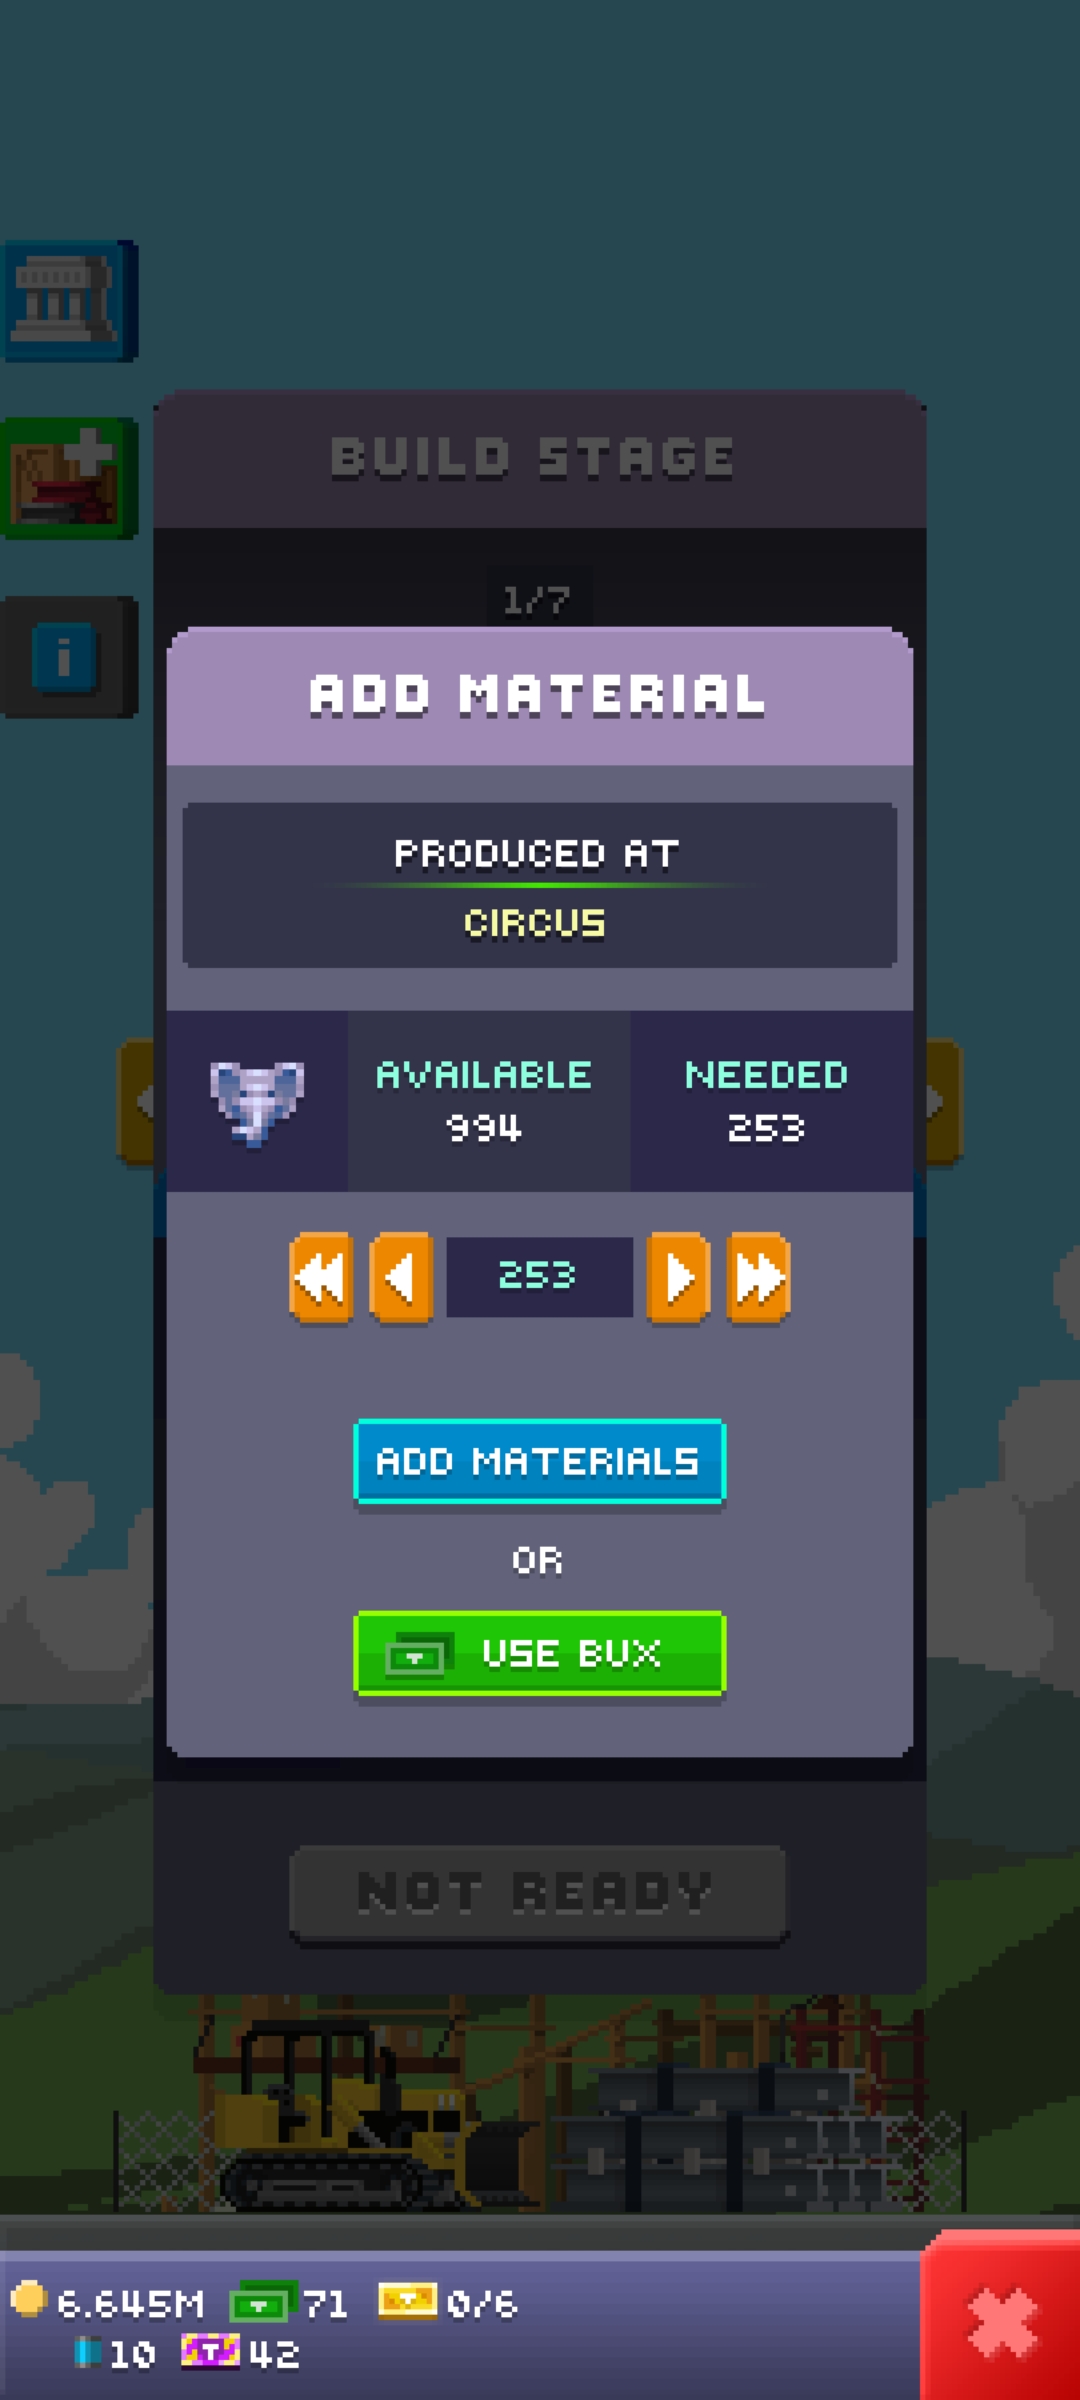 BUILD STAGE
1/7
ADD MATERIAL
PRODUCED AT
CIRCUS
AVAILABLE
994
NEEDED
253
253
ADD MATERIALS
OR
USE BUX
NOT READY
6.645M 71 0/6
10 42